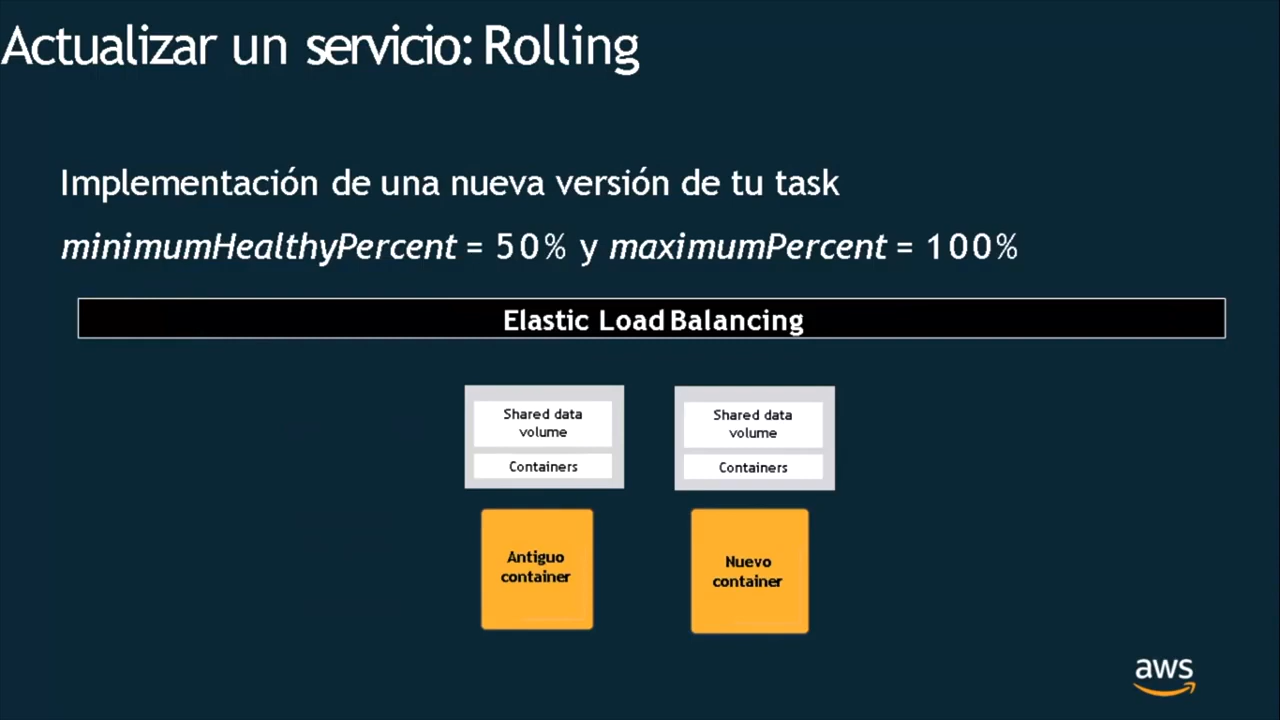 Actualizar un servicio: Rolling
Implementación de una nueva versión de tu task
minimumHealthyPercent = 50% y maximumPercent = 100%
Elastic Load Balancing
Shared data
volume
Containers
Shared data
volume
Containers
Antiguo
container
Nuevo
container
aws